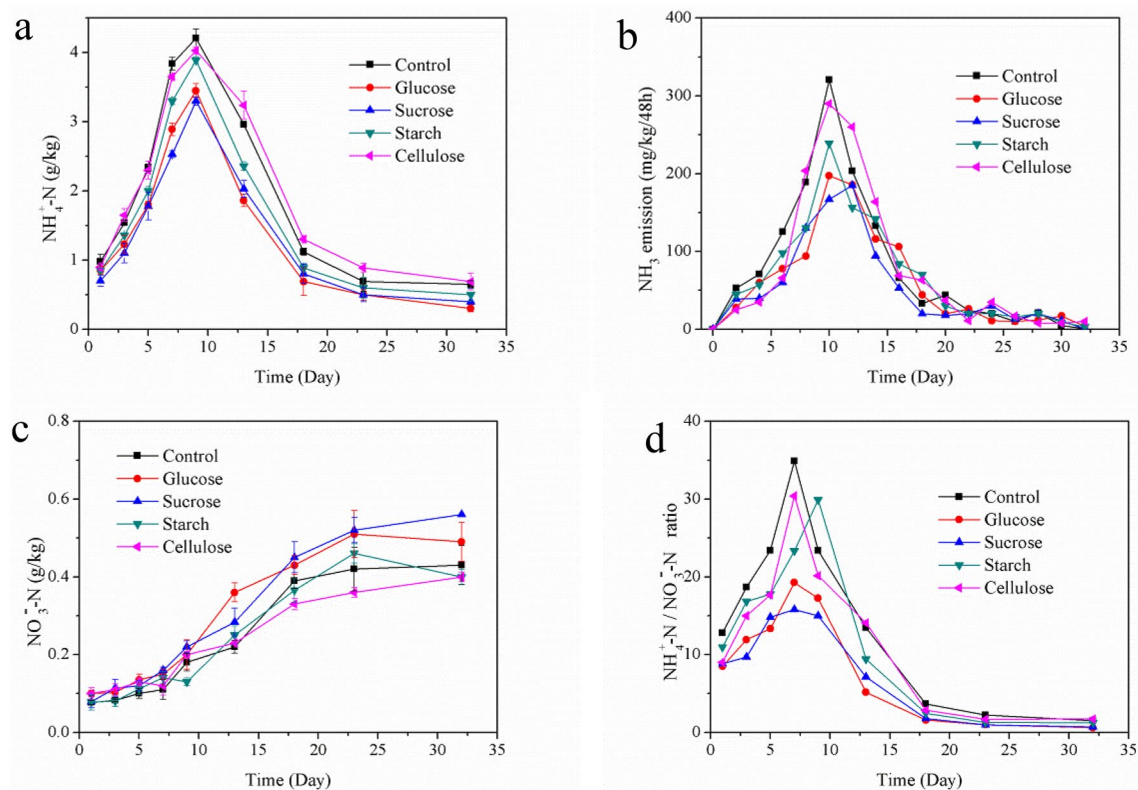 a
NH₄⁺-N (g/kg)
4
3
2
1
0
Control
Glucose
Sucrose
Starch
Cellulose
0 5 10 15 20 25 30 35
Time (Day)
b
NH₃ emission (mg/kg/48h)
400
300
200
100
0
Control
Glucose
Sucrose
Starch
Cellulose
0 5 10 15 20 25 30 35
Time (Day)
c
NO₃⁻-N (g/kg)
0.8
0.6
0.4
0.2
0.0
Control
Glucose
Sucrose
Starch
Cellulose
0 5 10 15 20 25 30 35
Time (Day)
d
NH₄⁺-N / NO₃⁻-N ratio
40
30
20
10
0
Control
Glucose
Sucrose
Starch
Cellulose
0 5 10 15 20 25 30 35
Time (Day)